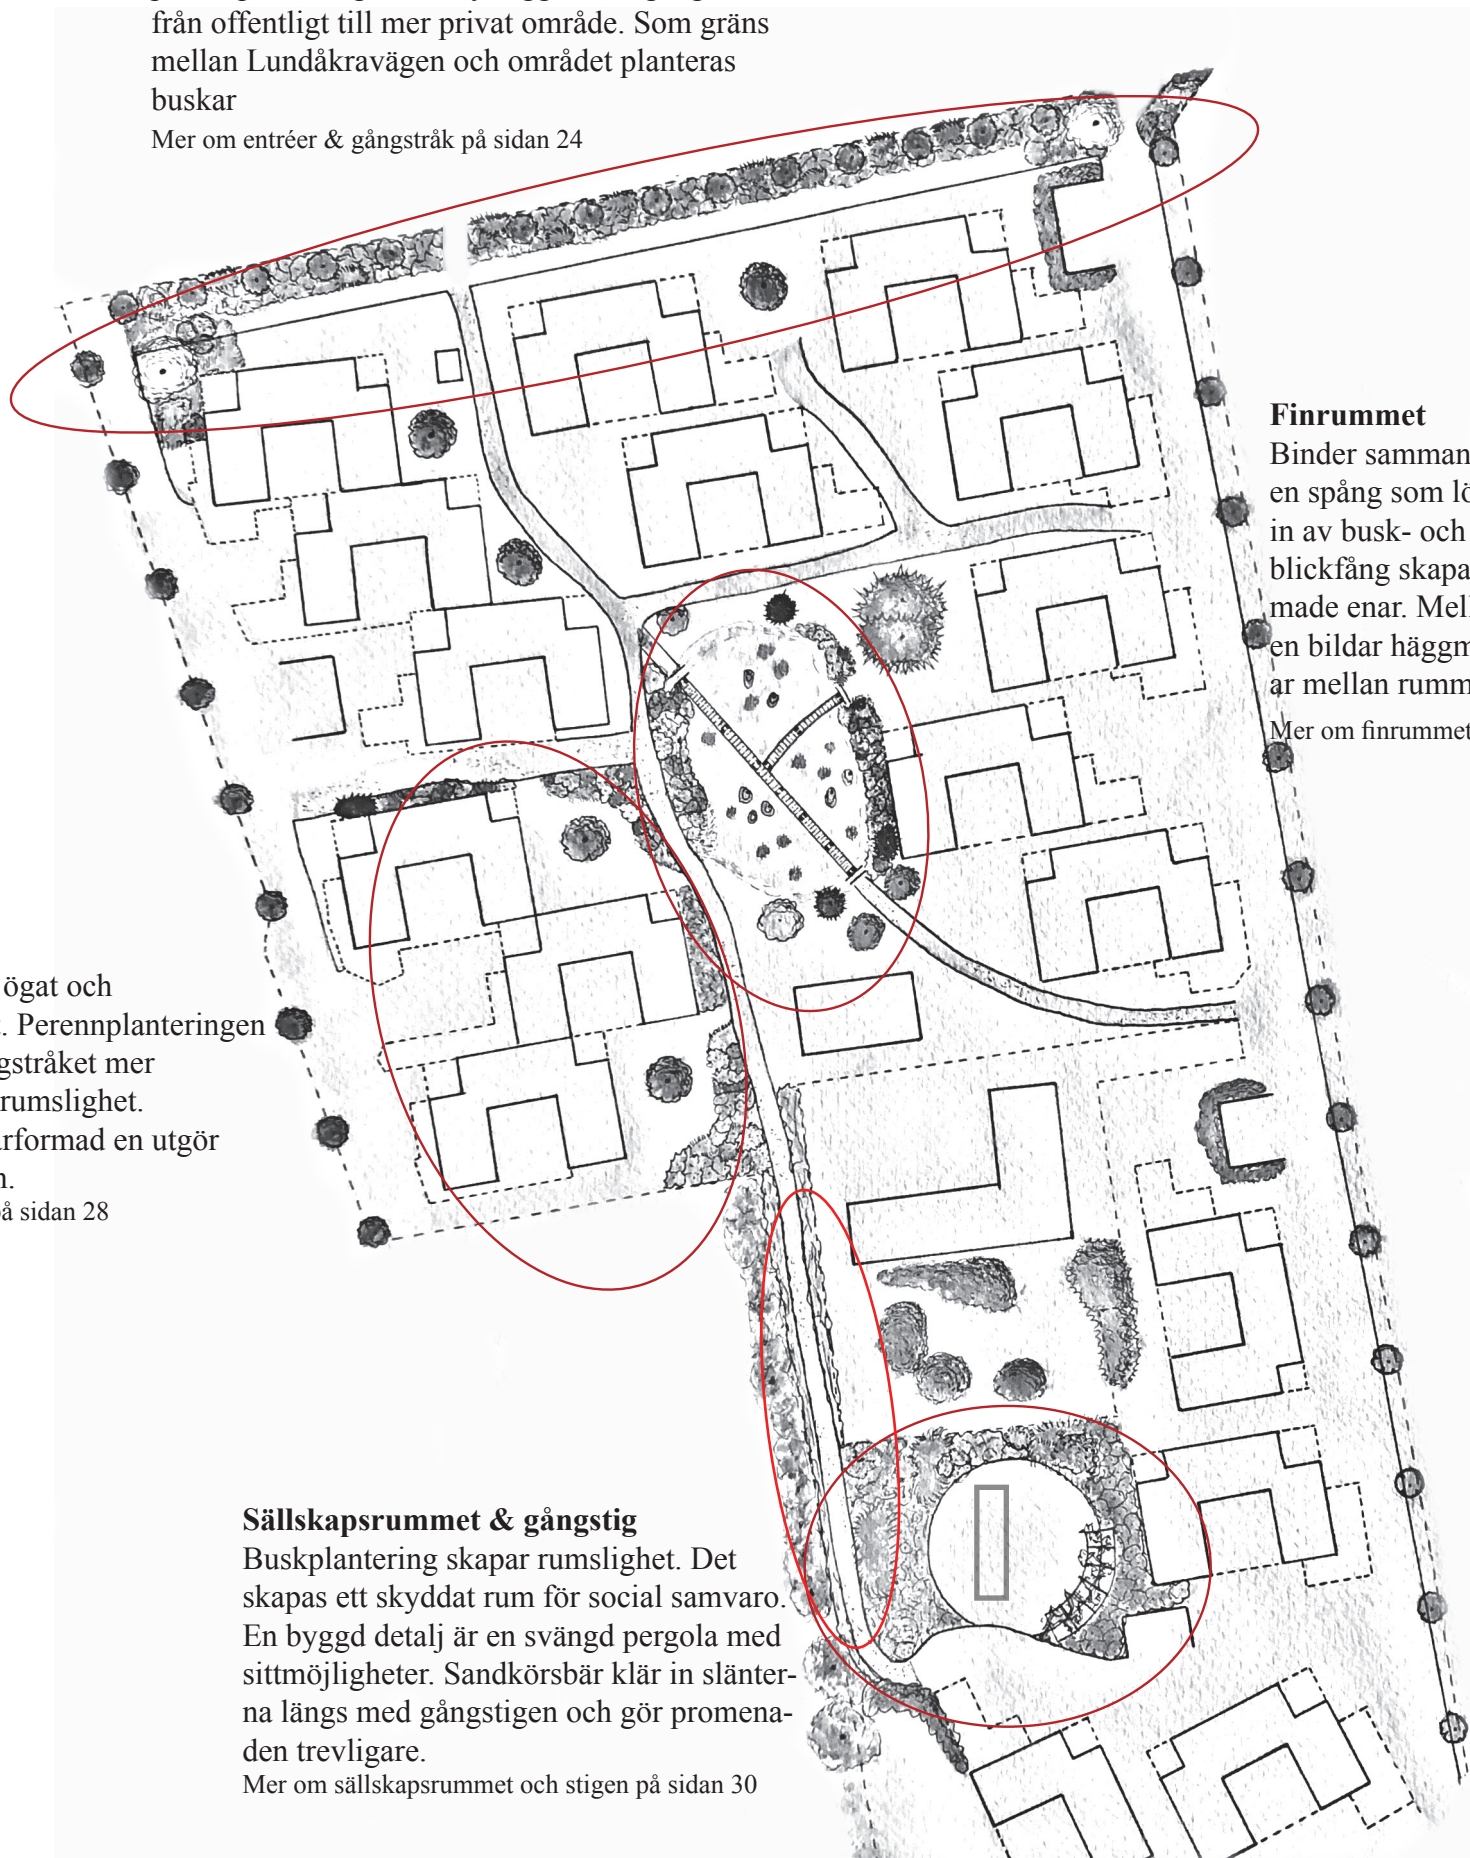 från offentligt till mer privat område. Som gräns
mellan Lundåkravägen och området planteras
buskar
Mer om entréer & gångstråk på sidan 24
Finrummet
Binder samman
en spång som lö
in av busk- och
blickfång skapa
made enar. Mell
en bildar häggm
ar mellan rumm
Mer om finrummet
ögat och
. Perennplanteringen
gstråket mer
rumslighet.
rformad en utgör
n.
å sidan 28
Sällskapsrummet & gångstig
Buskplantering skapar rumslighet. Det
skapas ett skyddat rum för social samvaro.
En byggd detalj är en svängd pergola med
sittmöjligheter. Sandkörsbär klär in slänter-
na längs med gångstigen och gör promena-
den trevligare.
Mer om sällskapsrummet och stigen på sidan 30